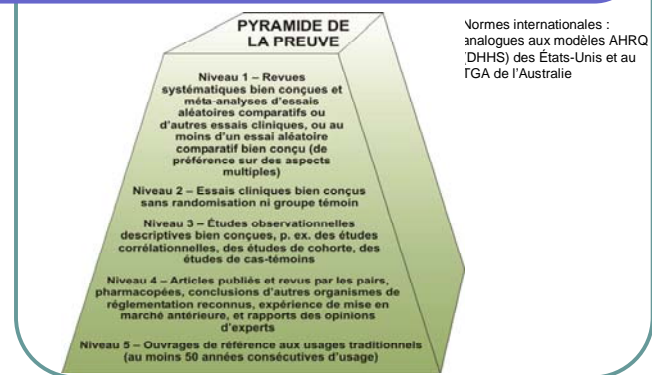 PYRAMIDE DE
LA PREUVE
Niveau 1 – Revues
systématiques bien conçues et
méta-analyses d'essais
aléatoires comparatifs ou
d'autres essais cliniques, ou au
moins d'un essai aléatoire
comparatif bien conçu (de
préférence sur des aspects
multiples)
Niveau 2 – Essais cliniques bien conçus
sans randomisation ni groupe témoin
Niveau 3 – Études observationnelles
descriptives bien conçues, p. ex. des études
corrélationnelles, des études de cohorte, des
études de cas-témoins
Niveau 4 – Articles publiés et revus par les pairs,
pharmacopées, conclusions d'autres organismes de
réglementation reconnus, expérience de mise en
marché antérieure, et rapports des opinions
d'experts
Niveau 5 – Ouvrages de référence aux usages traditionnels
(au moins 50 années consécutives d'usage)
Normes internationales :
analogues aux modèles AHRQ
(DHHS) des États-Unis et au
TGA de l'Australie